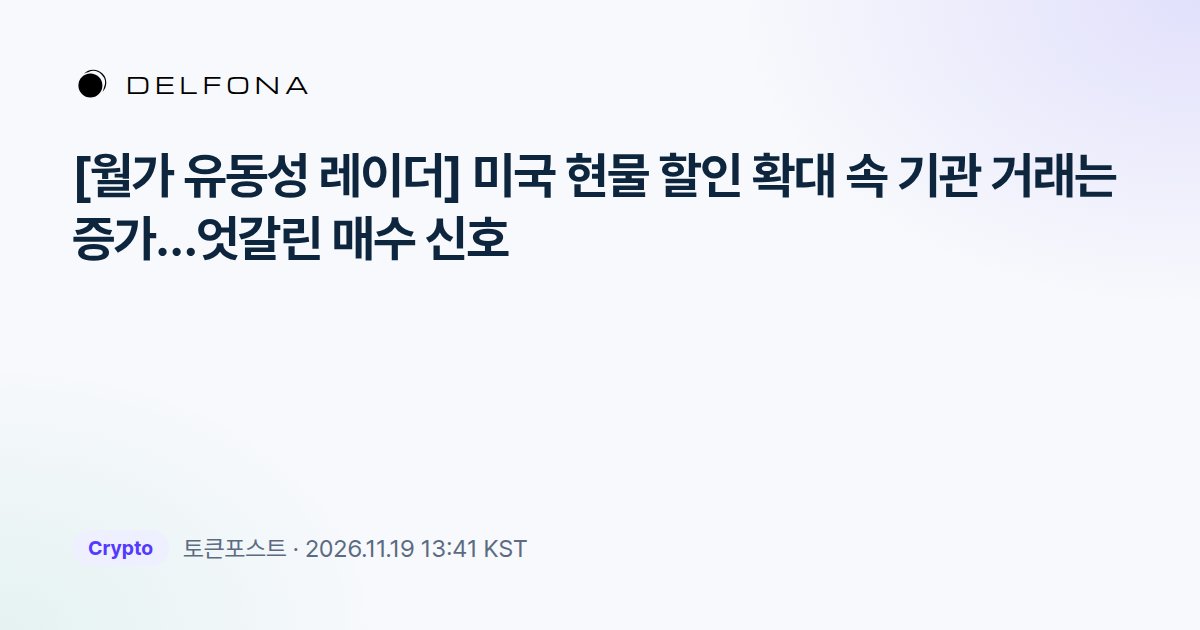 DELFONA
[월가 유동성 레이더] 미국 현물 할인 확대 속 기관 거래는
증가…엇갈린 매수 신호
Crypto 토큰포스트 · 2026.11.19 13:41 KST